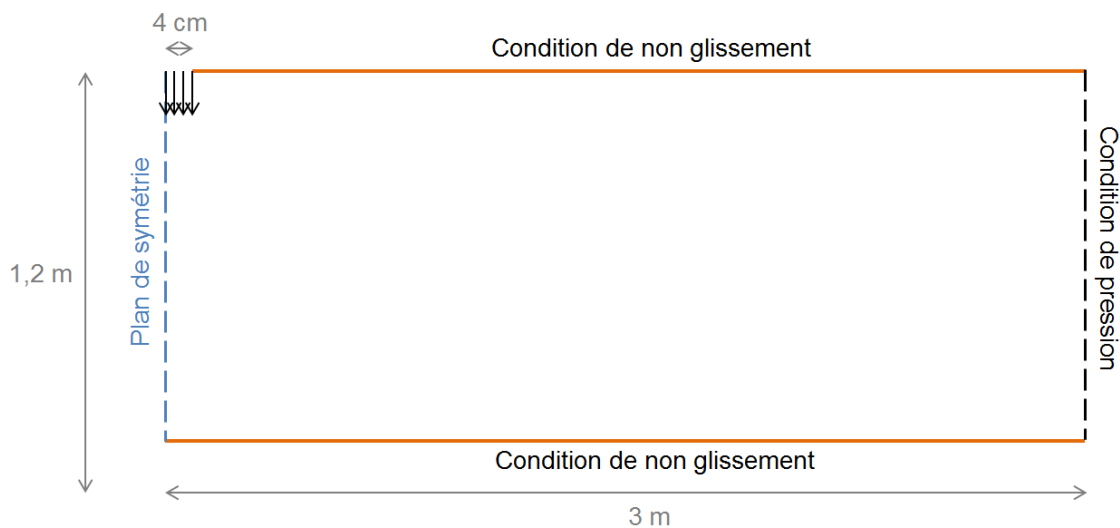 4 cm
Condition de non glissement
Plan de symétrie
Condition de pression
1,2 m
Condition de non glissement
3 m